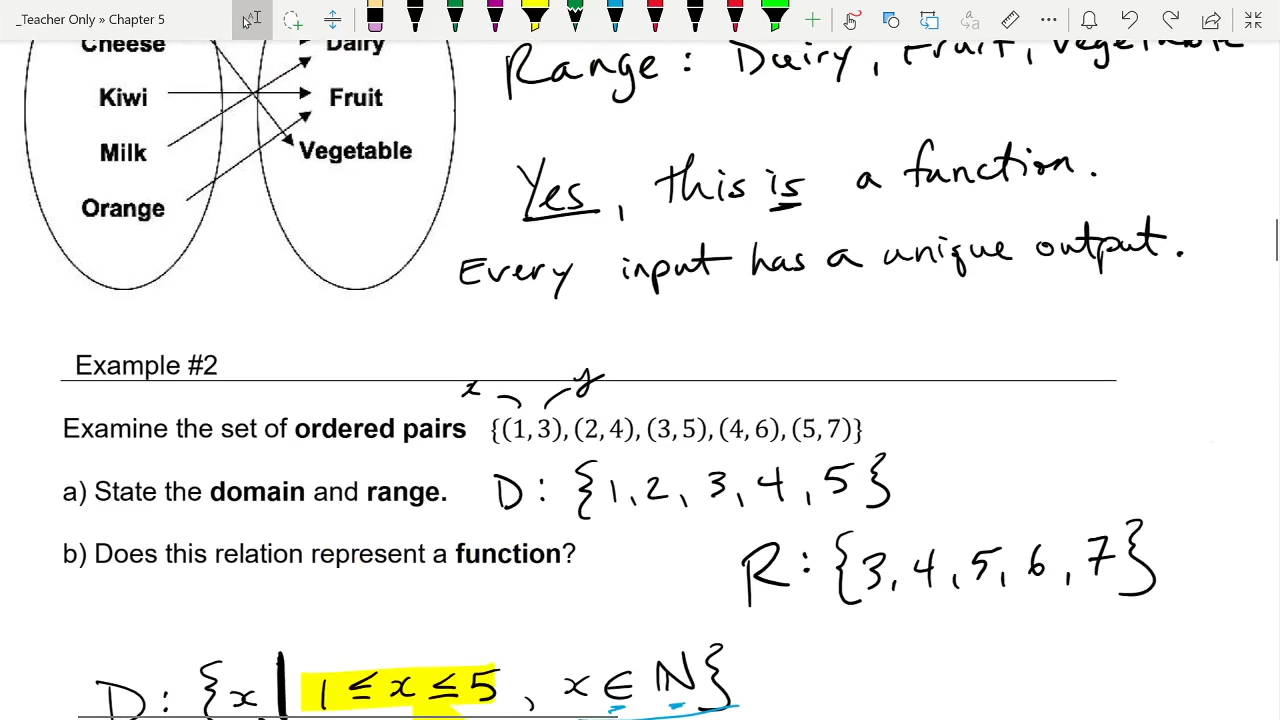 _Teacher Only » Chapter 5
Cheese Dairy
Range : Dairy, Fruit, Vegetable
Kiwi Fruit
Milk Vegetable
Yes, this is a function.
Orange
Every input has a unique output.
Example #2
x y
Examine the set of ordered pairs {(1, 3), (2, 4), (3, 5), (4, 6), (5, 7)}
a) State the domain and range. D : {1, 2, 3, 4, 5}
b) Does this relation represent a function?
R : {3, 4, 5, 6, 7}
D : {x | 1 ≤ x ≤ 5, x ∈ ℕ}